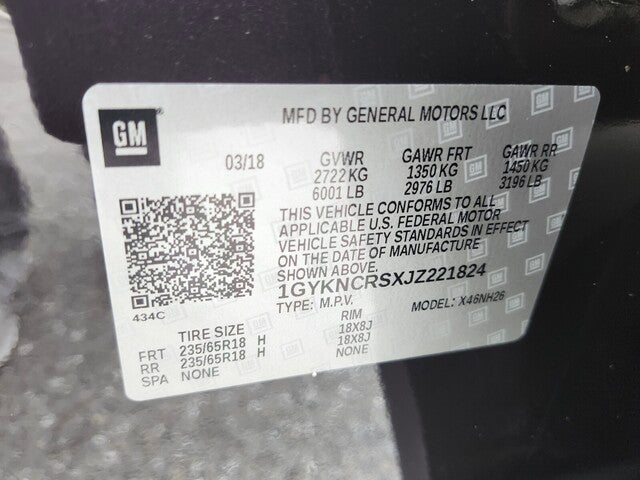 GM
MFD BY GENERAL MOTORS LLC
03/18 GVWR GAWR FRT GAWR RR
2722 KG 1350 KG 1450 KG
6001 LB 2976 LB 3196 LB
THIS VEHICLE CONFORMS TO ALL
APPLICABLE U.S. FEDERAL MOTOR
VEHICLE SAFETY STANDARDS IN EFFECT
ON THE DATE OF MANUFACTURE
SHOWN ABOVE.
1GYKNCRSXJZ221824
TYPE: M.P.V. MODEL: X46NH26
434C
TIRE SIZE RIM
FRT 235/65R18 H 18X8J
RR 235/65R18 H 18X8J
SPA NONE NONE